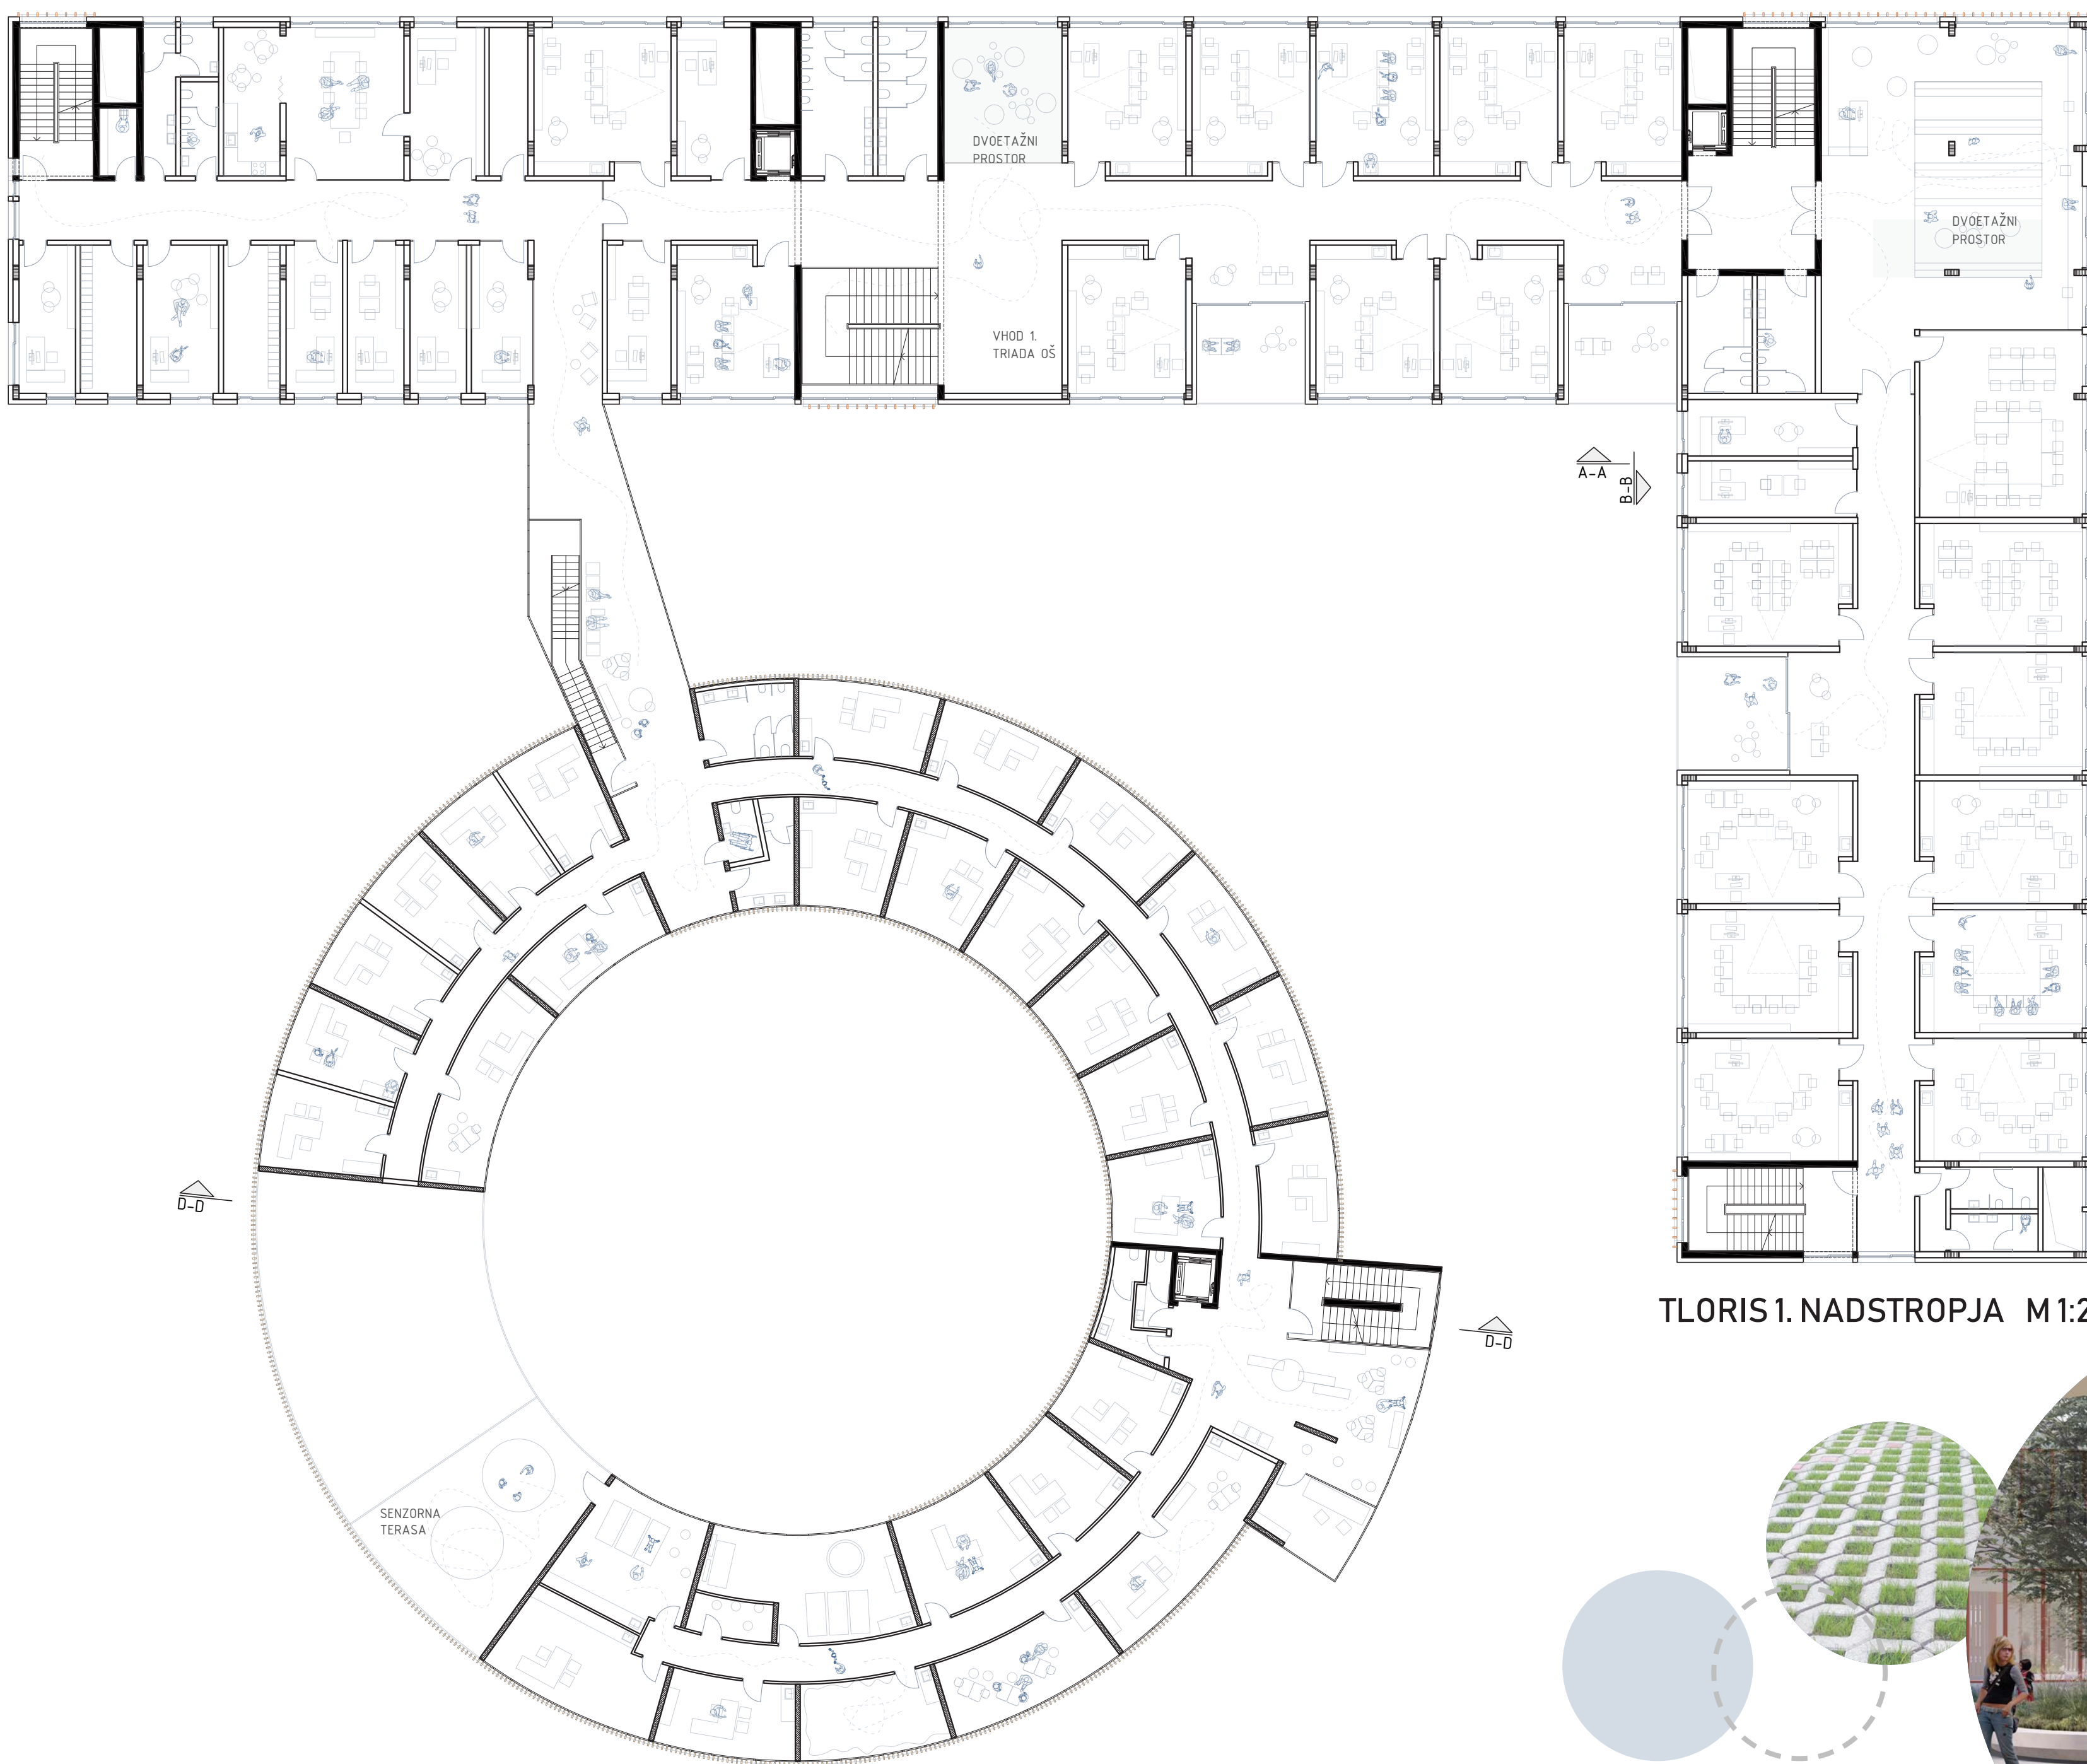 DVOETAŽNI
PROSTOR
DVOETAŽNI
PROSTOR
VHOD 1.
TRIADA OŠ
A-A
B-B
D-D
TLORIS 1. NADSTROPJA M 1:2
D-D
SENZORNA
TERASA